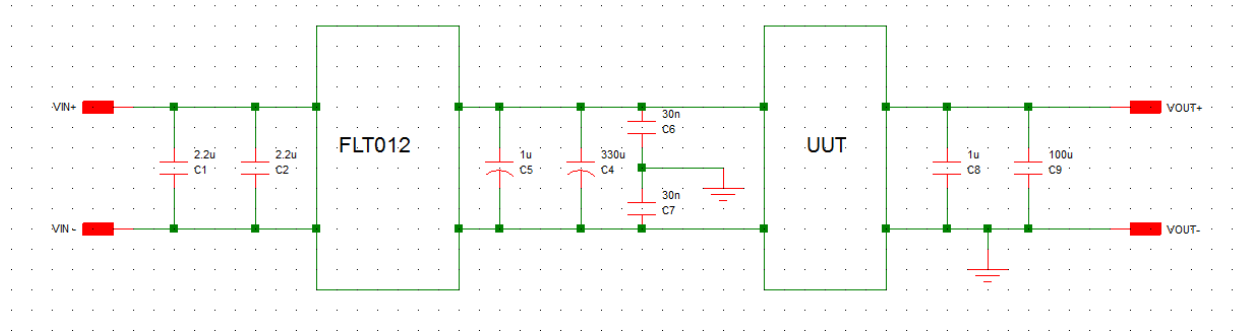 VIN+
VIN-
2.2u
C1
2.2u
C2
FLT012
1u
C5
330u
C4
30n
C6
30n
C7
UUT
1u
C8
100u
C9
VOUT+
VOUT-